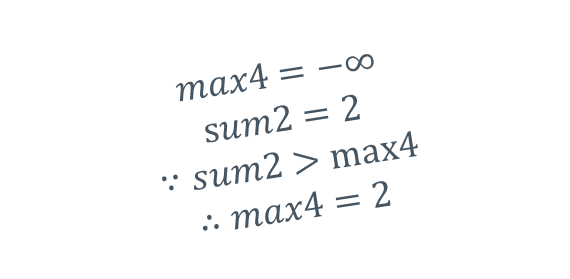 max4 = −∞
sum2 = 2
∵ sum2 > max4
∴ max4 = 2